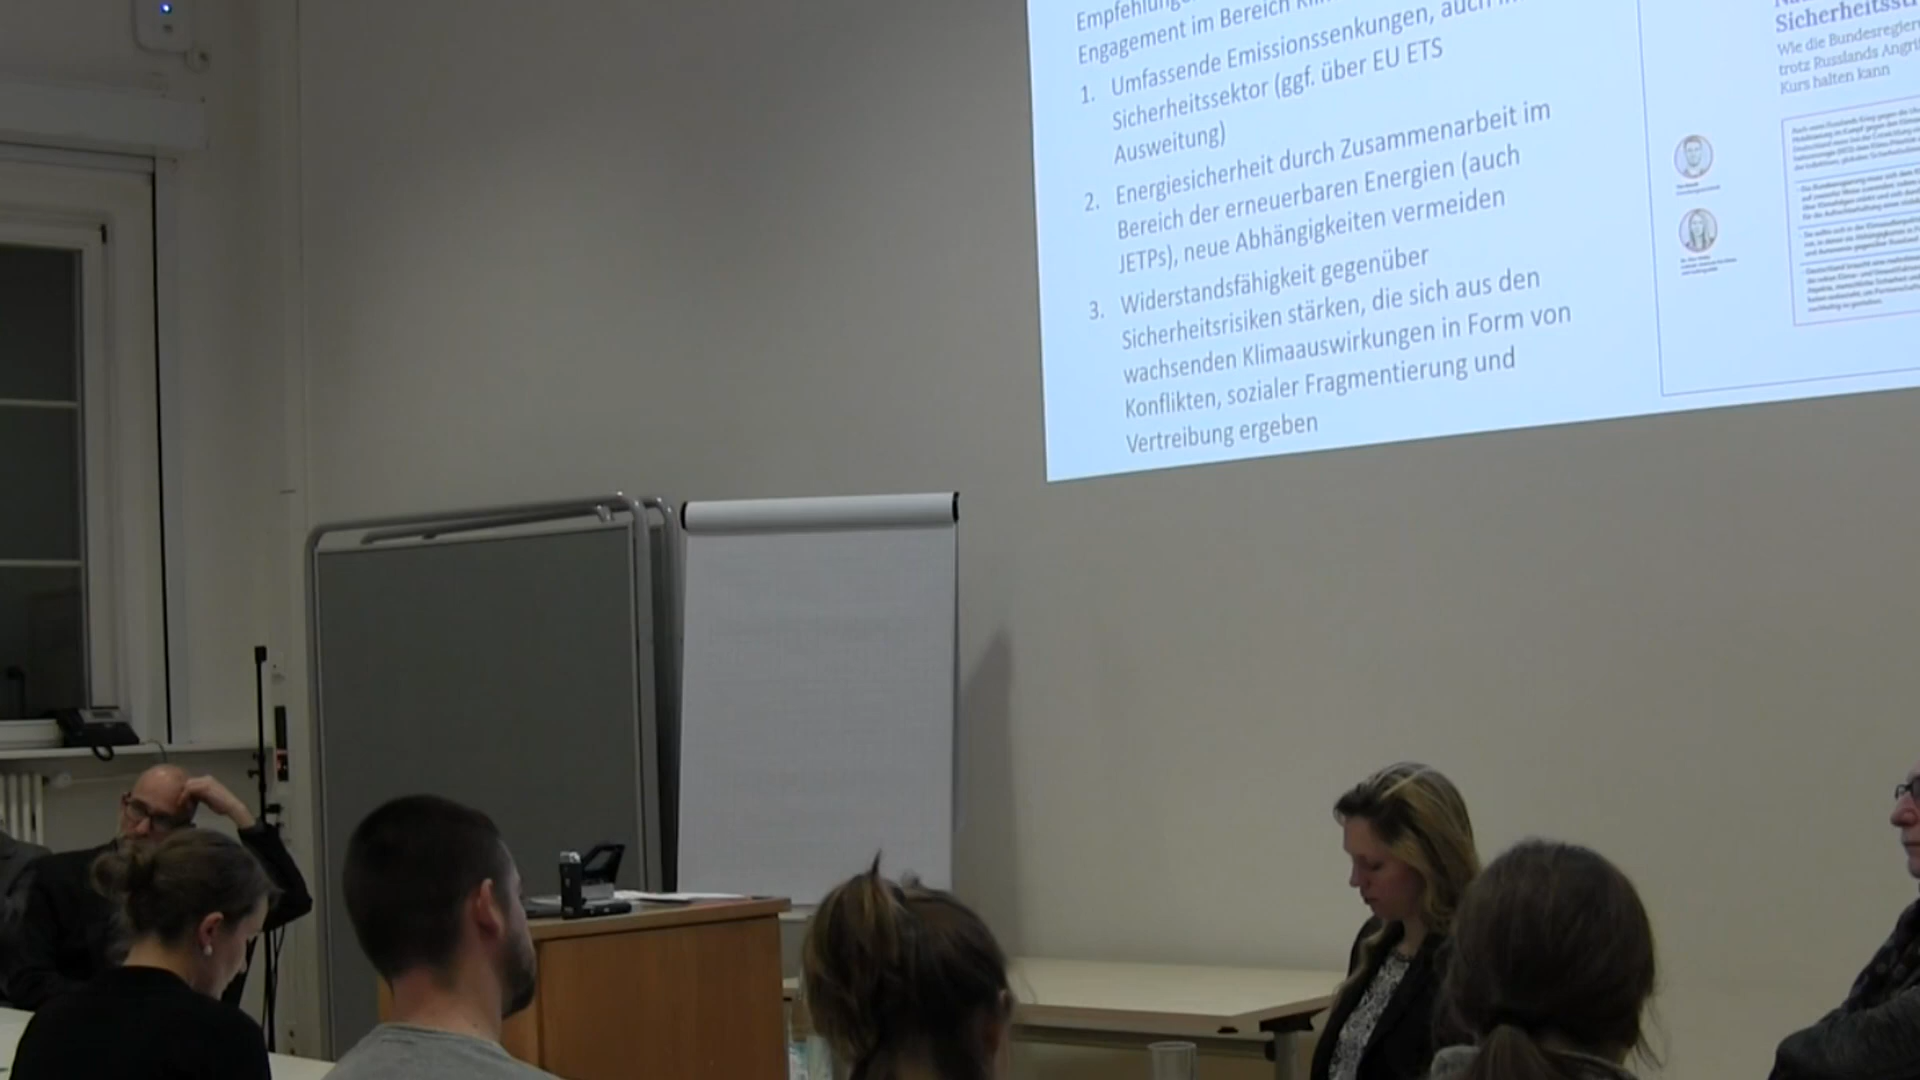 Empfehlungen
Engagement im Bereich
1. Umfassende Emissionssenkungen, auch im
Sicherheitssektor (ggf. über EU ETS
Ausweitung)
2. Energiesicherheit durch Zusammenarbeit im
Bereich der erneuerbaren Energien (auch
JETPs), neue Abhängigkeiten vermeiden
3. Widerstandsfähigkeit gegenüber
Sicherheitsrisiken stärken, die sich aus den
wachsenden Klimaauswirkungen in Form von
Konflikten, sozialer Fragmentierung und
Vertreibung ergeben
Wie die Bundesregierung
trotz Russlands Angri
Kurs halten kann